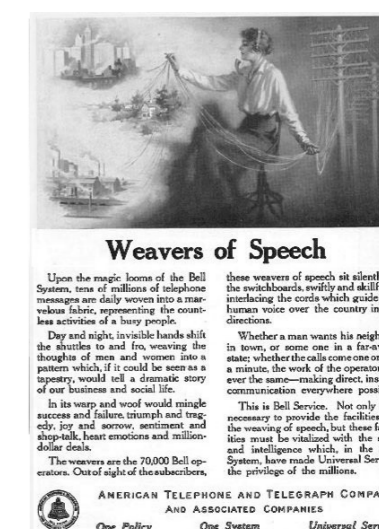 Weavers of Speech
Upon the magic looms of the Bell
System, tens of millions of telephone
messages are daily woven into a mar-
velous fabric, representing the count-
less activities of a busy people.
Day and night, invisible hands shift
the shuttles to and fro, weaving the
thoughts of men and women into a
pattern which, if it could be seen as a
tapestry, would tell a dramatic story
of our business and social life.
In its warp and woof would mingle
success and failure, triumph and trag-
edy, joy and sorrow, sentiment and
shop-talk, heart emotions and million-
dollar deals.
The weavers are the 70,000 Bell op-
erators. Out of sight of the subscribers,
these weavers of speech sit silentl
the switchboards, swiftly and skillf
interlacing the cords which guide
human voice over the country in
directions.
Whether a man wants his neigh
in town, or some one in a far-a
state; whether the calls come one or
a minute, the work of the operator
ever the same—making direct, ins
communication everywhere poss
This is Bell Service. Not only
necessary to provide the facilities
the weaving of speech, but these fa
ities must be vitalized with the
and intelligence which, in the
System, have made Universal Ser
the privilege of the millions.
AMERICAN TELEPHONE AND TELEGRAPH COMPA
AND ASSOCIATED COMPANIES
One Policy One System Universal Ser